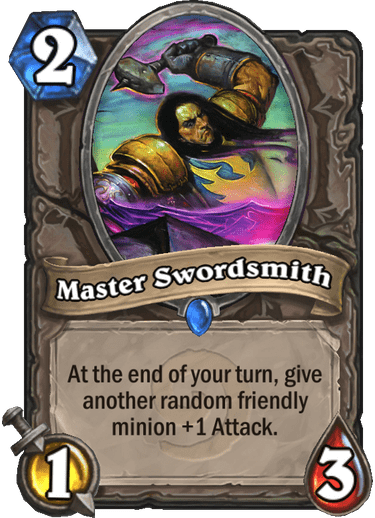 2
Master Swordsmith
At the end of your turn, give
another random friendly
minion +1 Attack.
1
3